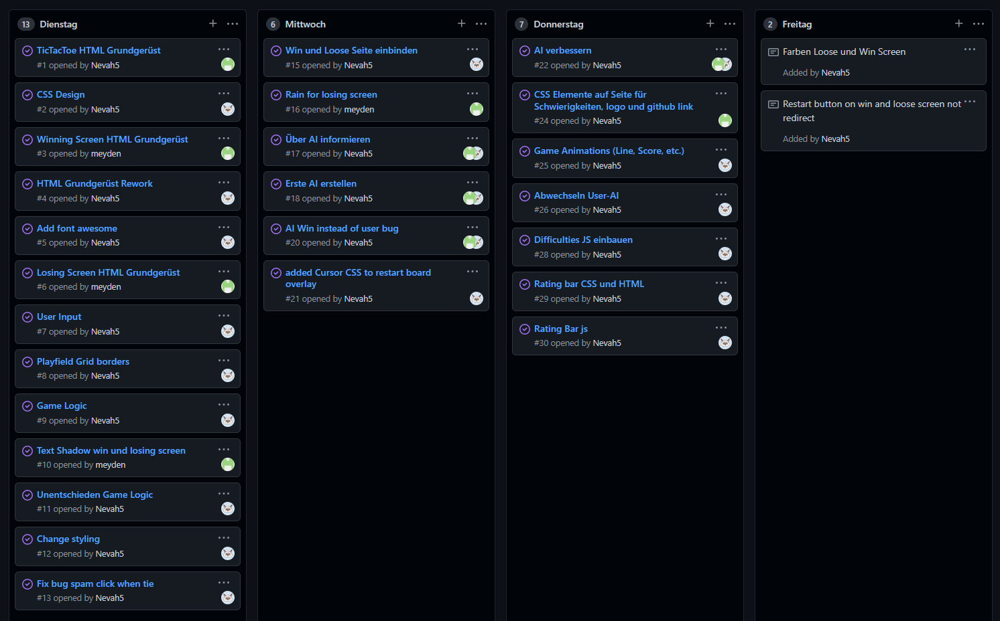 13 Dienstag
TicTacToe HTML Grundgerüst
#1 opened by Nevah5
CSS Design
#2 opened by Nevah5
Winning Screen HTML Grundgerüst
#3 opened by meyden
HTML Grundgerüst Rework
#4 opened by Nevah5
Add font awesome
#5 opened by Nevah5
Losing Screen HTML Grundgerüst
#6 opened by meyden
User Input
#7 opened by Nevah5
Playfield Grid borders
#8 opened by Nevah5
Game Logic
#9 opened by Nevah5
Text Shadow win und losing screen
#10 opened by meyden
Unentschieden Game Logic
#11 opened by Nevah5
Change styling
#12 opened by Nevah5
Fix bug spam click when tie
#13 opened by Nevah5
6 Mittwoch
Win und Loose Seite einbinden
#15 opened by Nevah5
Rain for losing screen
#16 opened by meyden
Über AI informieren
#17 opened by Nevah5
Erste AI erstellen
#18 opened by Nevah5
AI Win instead of user bug
#20 opened by Nevah5
added Cursor CSS to restart board
overlay
#21 opened by Nevah5
7 Donnerstag
AI verbessern
#22 opened by Nevah5
CSS Elemente auf Seite für
Schwierigkeiten, logo und github link
#24 opened by Nevah5
Game Animations (Line, Score, etc.)
#25 opened by Nevah5
Abwechseln User-AI
#26 opened by Nevah5
Difficulties JS einbauen
#28 opened by Nevah5
Rating bar CSS und HTML
#29 opened by Nevah5
Rating Bar js
#30 opened by Nevah5
2 Freitag
Farben Loose und Win Screen
Added by Nevah5
Restart button on win and loose screen not
redirect
Added by Nevah5